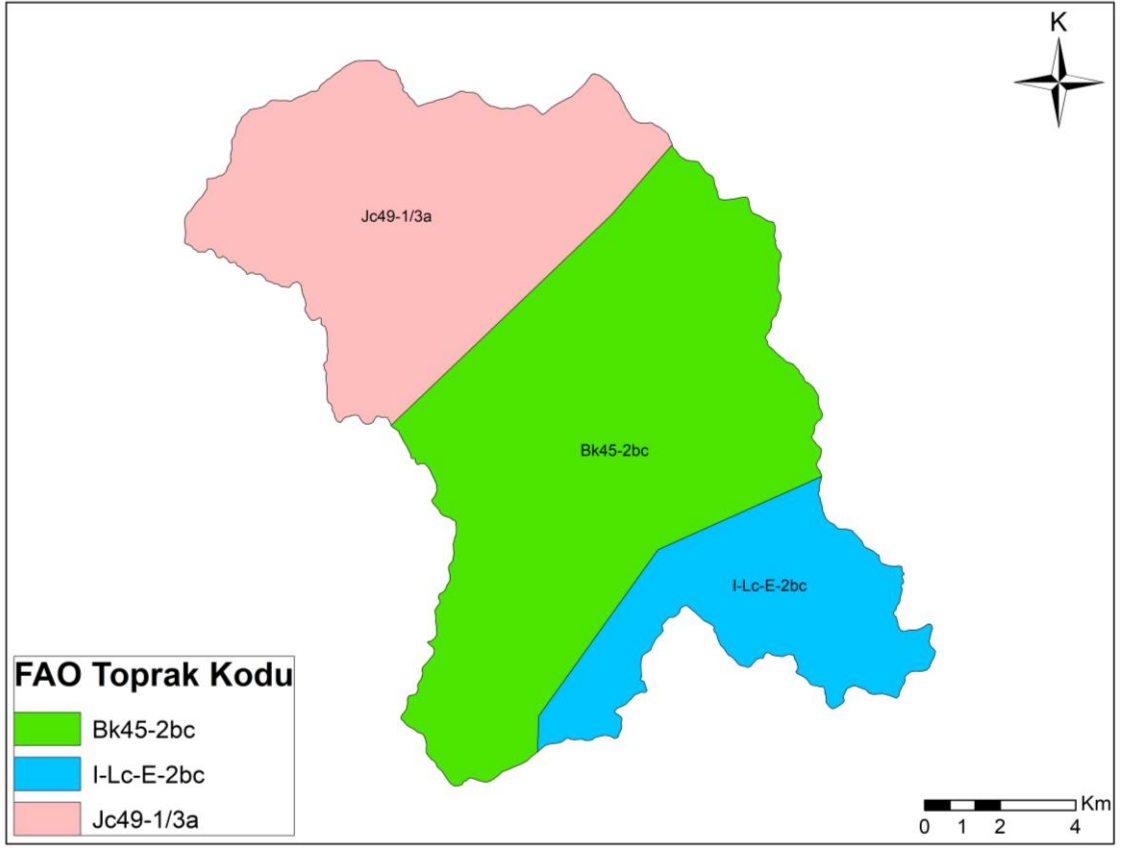 K
Jc49-1/3a
Bk45-2bc
I-Lc-E-2bc
FAO Toprak Kodu
Bk45-2bc
I-Lc-E-2bc
Jc49-1/3a
Km
0 1 2 4